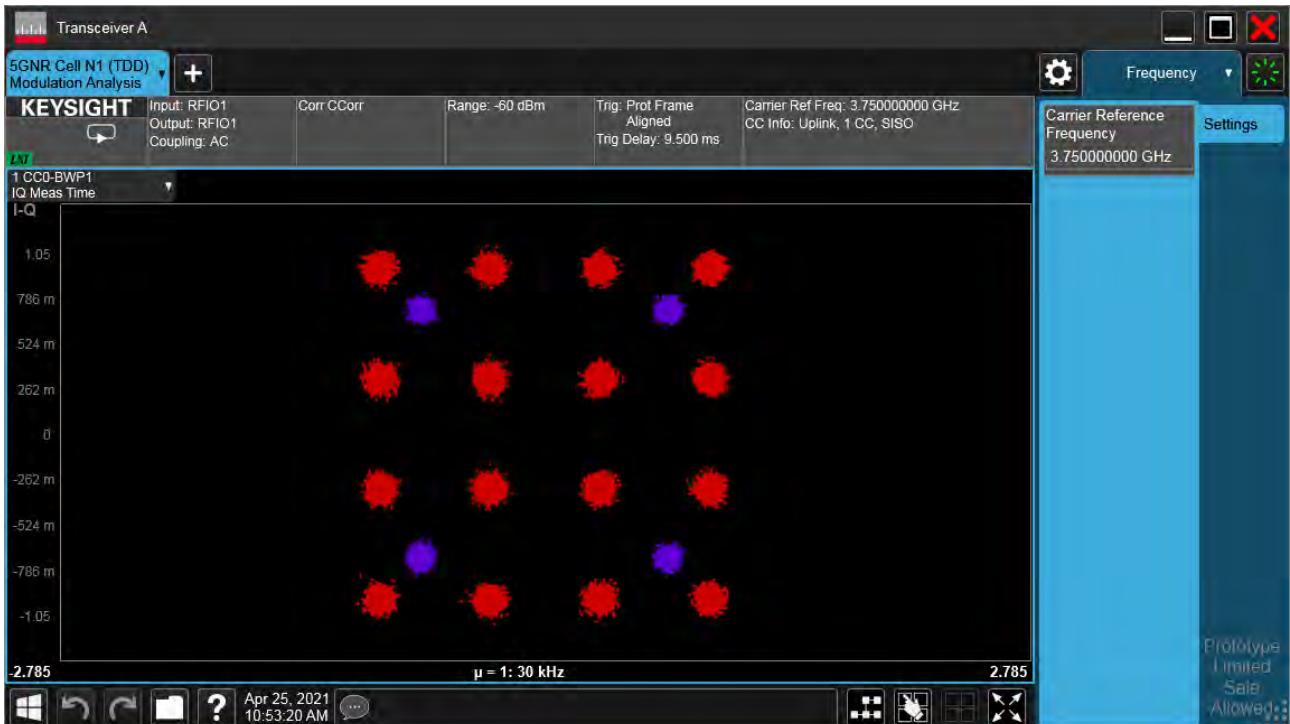 Transceiver A
5GNR Cell N1 (TDD)
Modulation Analysis
+
Frequency
KEYSIGHT
LXI
Input: RFIO1
Output: RFIO1
Coupling: AC
Corr CCorr
Range: -60 dBm
Trig: Prot Frame
Aligned
Trig Delay: 9.500 ms
Carrier Ref Freq: 3.750000000 GHz
CC Info: Uplink, 1 CC, SISO
Carrier Reference
Frequency
3.750000000 GHz
Settings
1 CC0-BWP1
IQ Meas Time
I-Q
1.05
786 m
524 m
262 m
0
-262 m
-524 m
-786 m
-1.05
-2.785
µ = 1: 30 kHz
2.785
Prototype
Limited
Sale
Allowed
?
Apr 25, 2021
10:53:20 AM